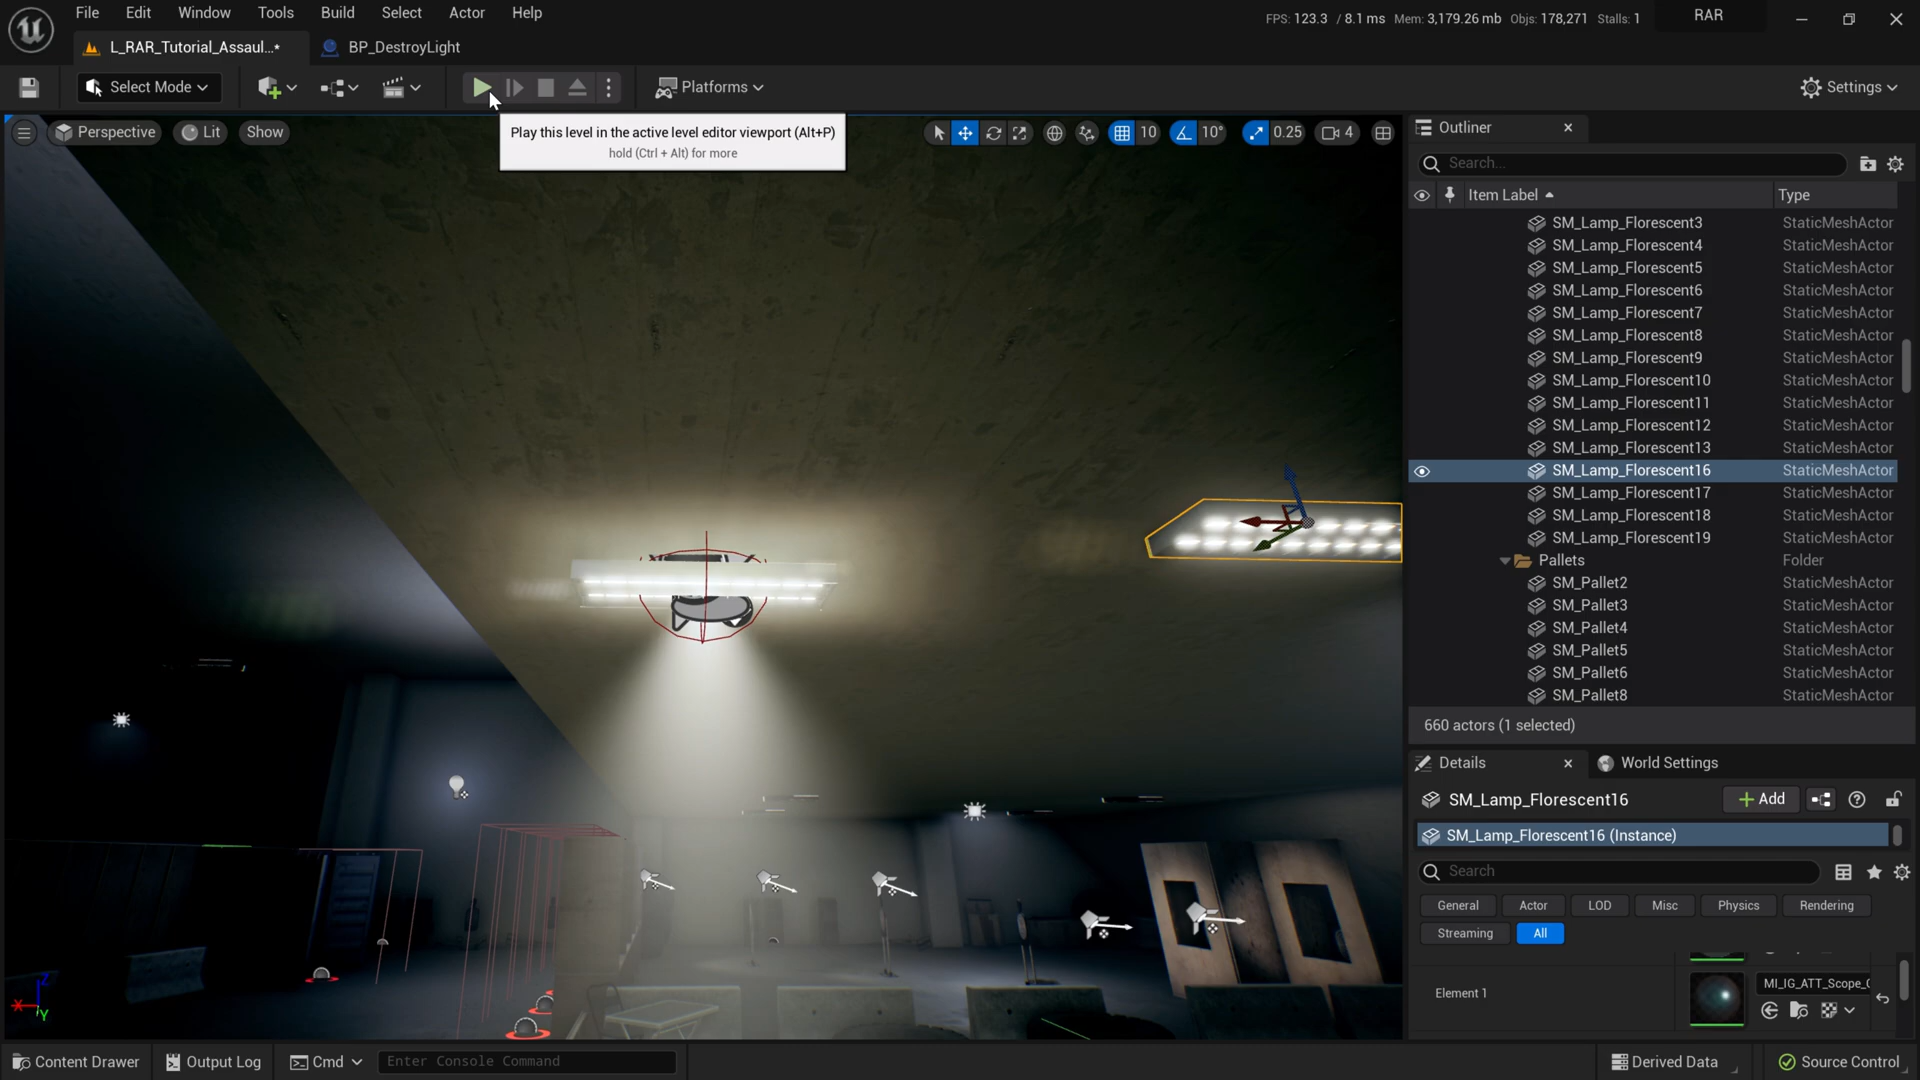 File Edit Window Tools Build Select Actor Help
FPS: 123.3 / 8.1 ms Mem: 3,179.26 mb Objs: 178,271 Stalls: 1
RAR
L_RAR_Tutorial_Assaul...*
BP_DestroyLight
Select Mode
Platforms
Settings
Play this level in the active level editor viewport (Alt+P)
hold (Ctrl + Alt) for more
Perspective
Lit
Show
10
10°
0.25
4
Outliner
Search...
Item Label
Type
SM_Lamp_Florescent3 StaticMeshActor
SM_Lamp_Florescent4 StaticMeshActor
SM_Lamp_Florescent5 StaticMeshActor
SM_Lamp_Florescent6 StaticMeshActor
SM_Lamp_Florescent7 StaticMeshActor
SM_Lamp_Florescent8 StaticMeshActor
SM_Lamp_Florescent9 StaticMeshActor
SM_Lamp_Florescent10 StaticMeshActor
SM_Lamp_Florescent11 StaticMeshActor
SM_Lamp_Florescent12 StaticMeshActor
SM_Lamp_Florescent13 StaticMeshActor
SM_Lamp_Florescent16 StaticMeshActor
SM_Lamp_Florescent17 StaticMeshActor
SM_Lamp_Florescent18 StaticMeshActor
SM_Lamp_Florescent19 StaticMeshActor
Pallets Folder
SM_Pallet2 StaticMeshActor
SM_Pallet3 StaticMeshActor
SM_Pallet4 StaticMeshActor
SM_Pallet5 StaticMeshActor
SM_Pallet6 StaticMeshActor
SM_Pallet8 StaticMeshActor
660 actors (1 selected)
Details
World Settings
SM_Lamp_Florescent16
Add
SM_Lamp_Florescent16 (Instance)
Search
General Actor LOD Misc Physics Rendering
Streaming All
Element 1
MI_IG_ATT_Scope_
X
Z
Y
Content Drawer
Output Log
Cmd
Enter Console Command
Derived Data
Source Control